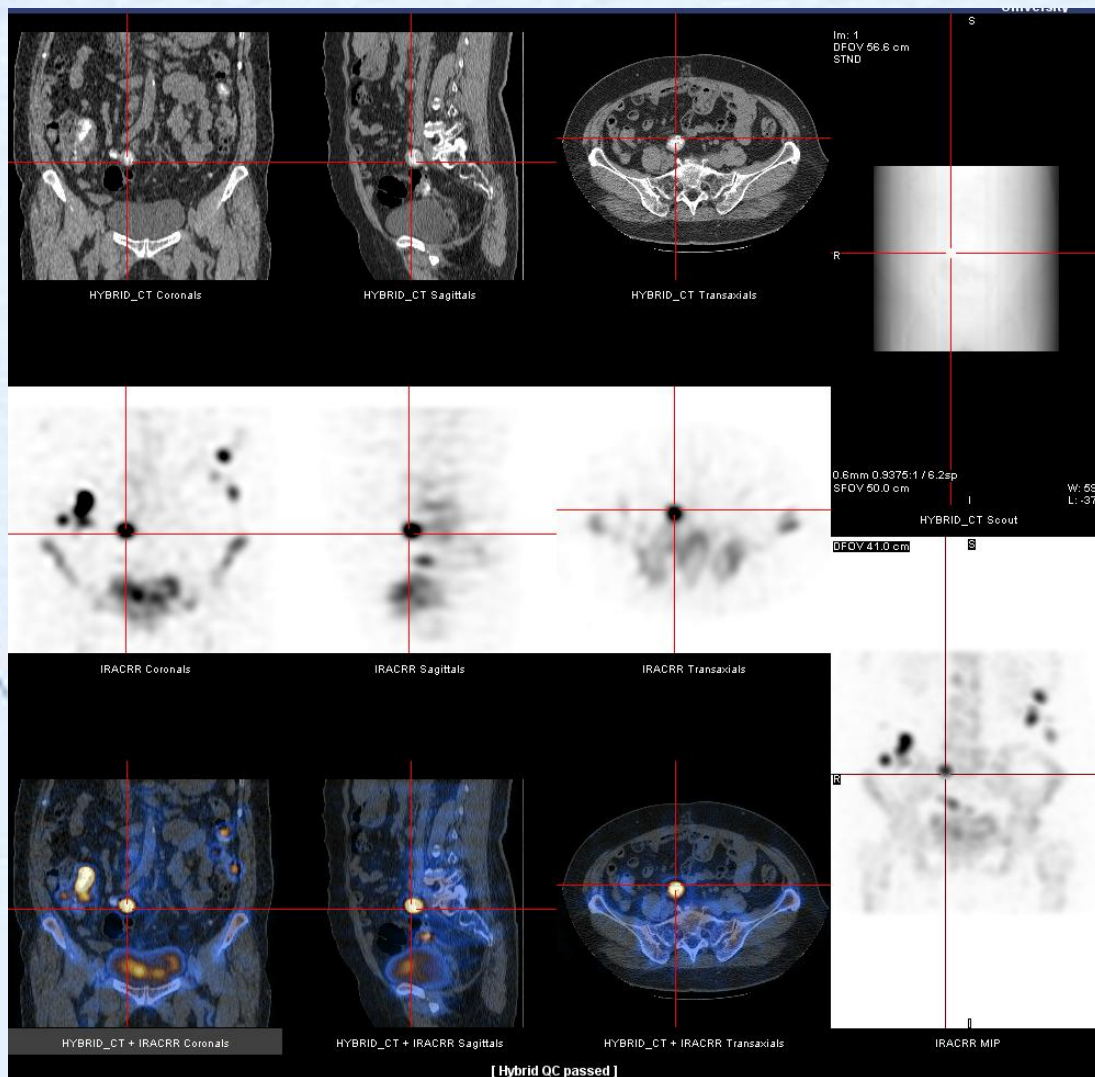 University
S
Im: 1
DFOV 56.6 cm
STND
R
HYBRID_CT Coronals
HYBRID_CT Sagittals
HYBRID_CT Transaxials
0.6mm 0.9375:1 / 6.2sp
SFOV 50.0 cm
I
W: 59
L: -37
HYBRID_CT Scout
DFOV 41.0 cm
S
IRACRR Coronals
IRACRR Sagittals
IRACRR Transaxials
R
I
HYBRID_CT + IRACRR Coronals
HYBRID_CT + IRACRR Sagittals
HYBRID_CT + IRACRR Transaxials
IRACRR MIP
[ Hybrid QC passed ]